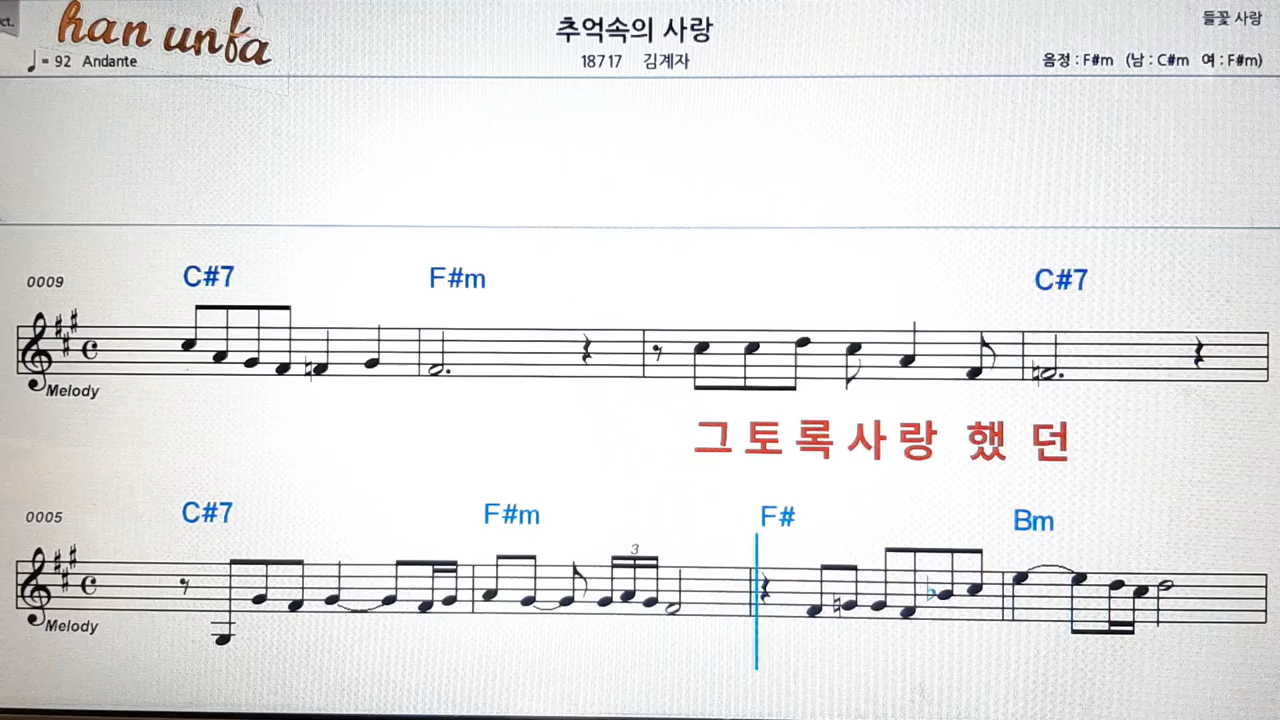 ct.
han unfa
= 92 Andante
추억속의 사랑
18717 김계자
들꽃 사랑
음정 : F#m (남 : C#m 여 : F#m)
0009
C#7 F#m C#7
Melody
그토록사랑 했 던
0005
C#7 F#m F# Bm
3
Melody